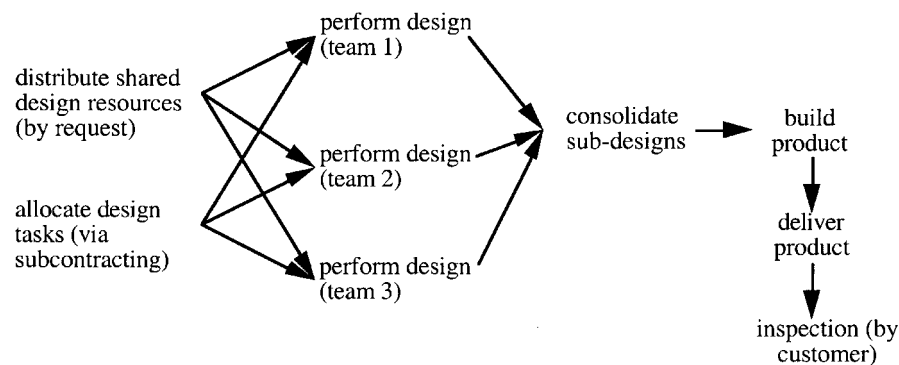 distribute shared
design resources
(by request)
allocate design
tasks (via
subcontracting)
perform design
(team 1)
perform design
(team 2)
perform design
(team 3)
consolidate
sub-designs
build
product
deliver
product
inspection (by
customer)